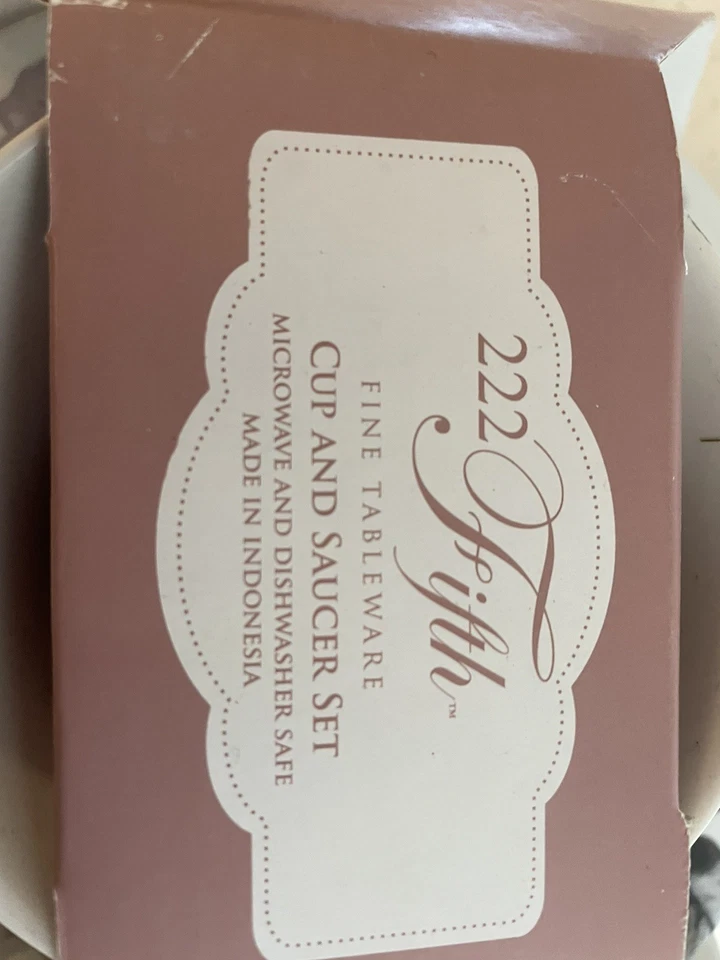 222 Fifth™
FINE TABLEWARE
CUP AND SAUCER SET
MICROWAVE AND DISHWASHER SAFE
MADE IN INDONESIA